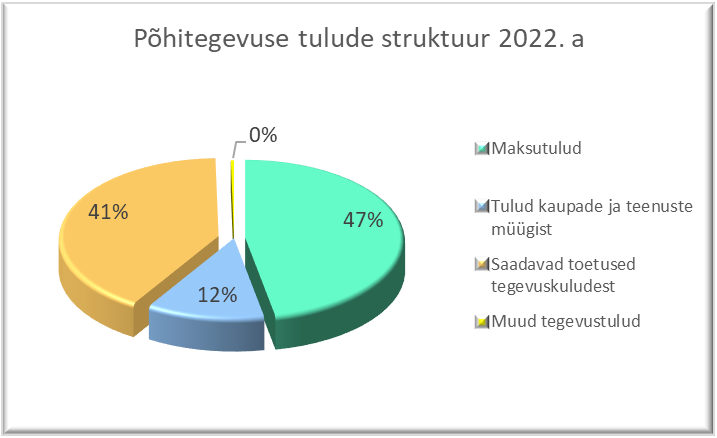 Põhitegevuse tulude struktuur 2022. a
0%
41%
47%
12%
Maksutulud
Tulud kaupade ja teenuste
müügist
Saadavad toetused
tegevuskuludest
Muud tegevustulud